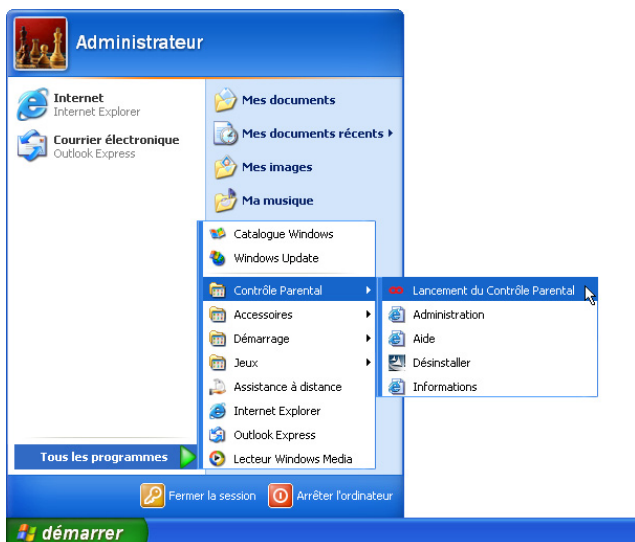 Administrateur
Internet
Internet Explorer
Courrier électronique
Outlook Express
Mes documents
Mes documents récents
Mes images
Ma musique
Catalogue Windows
Windows Update
Contrôle Parental
Accessoires
Démarrage
Jeux
Assistance à distance
Internet Explorer
Outlook Express
Lecteur Windows Media
Lancement du Contrôle Parental
Administration
Aide
Désinstaller
Informations
Tous les programmes
Fermer la session
Arrêter l'ordinateur
démarrer